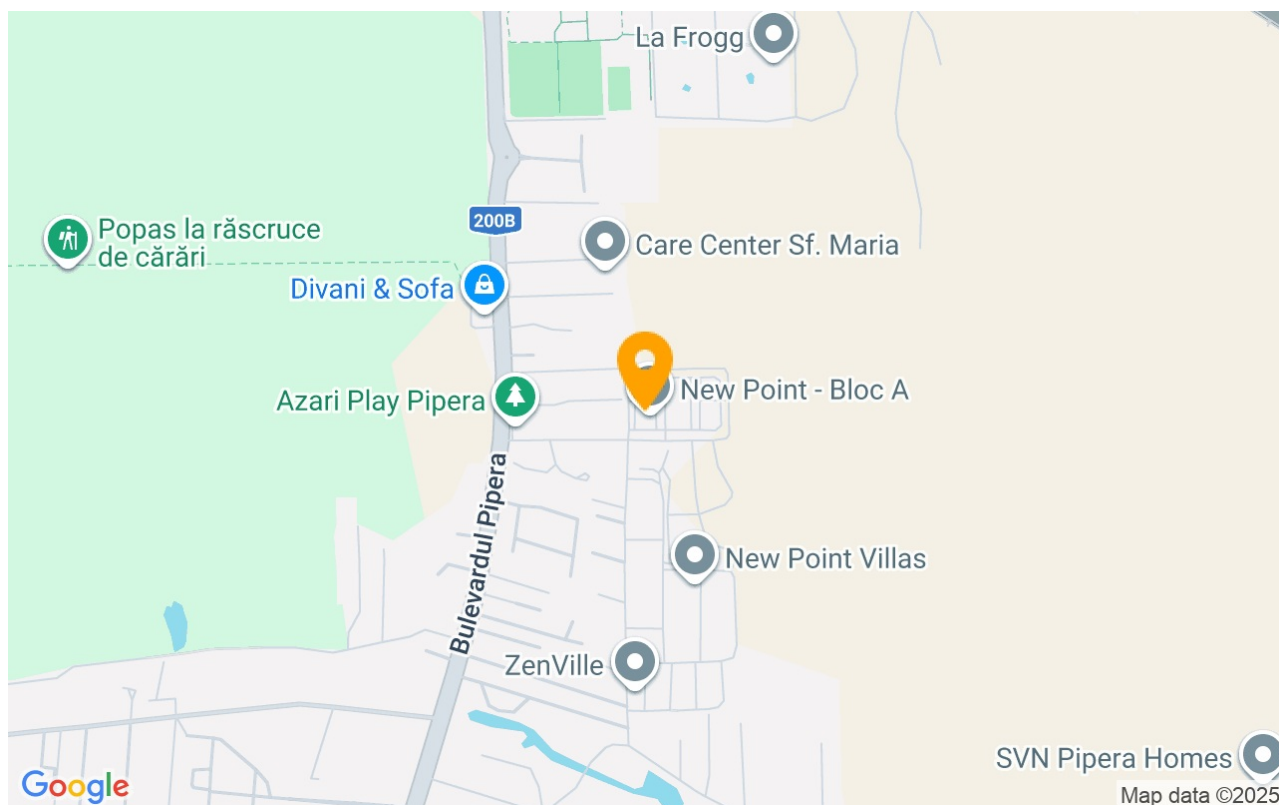 La Frogg
200B
Popas la răscruce
de cărări
Care Center Sf. Maria
Divani & Sofa
New Point - Bloc A
Azari Play Pipera
Bulevardul Pipera
New Point Villas
ZenVille
SVN Pipera Homes
Google
Map data ©2025